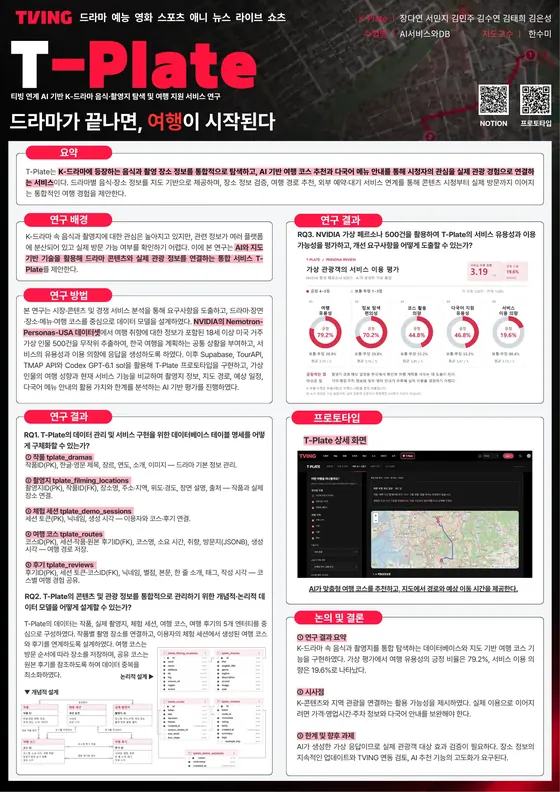 TVING 드라마 예능 영화 스포츠 애니 뉴스 라이브 쇼츠
장다연 서민지 김민주 김수연 김태희 김은성
AI서비스와DB
지도교수
한수미
T-Plate
티빙 연계 AI 기반 K-드라마 음식·촬영지 탐색 및 여행 지원 서비스 연구
드라마가 끝나면, 여행이 시작된다
NOTION
프로토타입
요약
T-Plate는 K-드라마에 등장하는 음식과 촬영 장소 정보를 통합적으로 탐색하고, AI 기반 여행 코스 추천과 다국어 메뉴 안내를 통해 시청자의 관심을 실제 관광 경험으로 연결하
는 서비스이다. 드라마별 음식·장소 정보를 지도 기반으로 제공하며, 장소 정보 검증, 여행 경로 추천, 외부 예약·대기 서비스 연계를 통해 콘텐츠 시청부터 실제 방문까지 이어지
는 통합적인 여행 경험을 제안한다.
연구 배경
K-드라마 속 음식과 촬영지에 대한 관심은 높아지고 있지만, 관련 정보가 여러 플랫폼
에 분산되어 있고 실제 방문 가능 여부를 확인하기 어렵다. 이에 본 연구는 AI와 지도
기반 기술을 활용해 드라마 콘텐츠와 실제 관광 정보를 연결하는 통합 서비스 T-
Plate를 제안한다.
연구 방법
본 연구는 시장·콘텐츠 및 경쟁 서비스 분석을 통해 요구사항을 도출하고, 드라마·장면
·장소·메뉴·여행 코스를 중심으로 데이터 모델을 설계하였다. NVIDIA의 Nemotron-
Personas-USA 데이터셋에서 여행 취향에 대한 정보가 포함된 18세 이상 미국 거주
가상 인물 500건을 무작위 추출하여, 한국 여행을 계획하는 공통 상황을 부여하고, 서
비스의 유용성과 이용 의향에 응답을 생성하도록 하였다. 이후 Supabase, TourAPI,
TMAP API와 Codex GPT-6.1 sol을 활용해 T-Plate 프로토타입을 구현하고, 가상
인물의 여행 성향과 현재 서비스 기능을 비교하여 촬영지 정보, 지도 경로, 예상 일정,
다국어 메뉴 안내의 활용 가치와 한계를 분석하는 AI 기반 평가를 진행하였다.
연구 결과
RQ1. T-Plate의 데이터 관리 및 서비스 구현을 위한 데이터베이스 테이블 명세를 어떻
게 구체화할 수 있는가?
① 작품 tplate_dramas
작품ID(PK), 한글·영문 제목, 장르, 연도, 소개, 이미지 — 드라마 기본 정보 관리.
② 촬영지 tplate_filming_locations
촬영지ID(PK), 작품ID(FK), 장소명, 주소·지역, 위도·경도, 장면 설명, 출처 — 작품과 실제
장소 연결.
③ 체험 세션 tplate_demo_sessions
세션 토큰(PK), 닉네임, 생성 시각 — 이용자와 코스·후기 연결.
④ 여행 코스 tplate_routes
코스ID(PK), 세션·작품·원본 후기ID(FK), 코스명, 소요 시간, 취향, 방문지(JSONB), 생성
시각 — 여행 경로 저장.
⑤ 후기 tplate_reviews
후기ID(PK), 세션 토큰·코스ID(FK), 닉네임, 별점, 본문, 한 줄 소개, 태그, 작성 시각 — 코
스별 여행 경험 공유.
RQ2. T-Plate의 콘텐츠 및 관광 정보를 통합적으로 관리하기 위한 개념적·논리적 데
이터 모델을 어떻게 설계할 수 있는가?
T-Plate의 데이터는 작품, 실제 촬영지, 체험 세션, 여행 코스, 여행 후기의 5개 엔터티를 중
심으로 구성하였다. 작품별 촬영 장소를 연결하고, 이용자의 체험 세션에서 생성된 여행 코스
와 후기를 연계하도록 설계하였다. 여행 코스는
방문 순서에 따라 장소를 저장하며, 공유 코스는
원본 후기를 참조하도록 하여 데이터 중복을
최소화하였다.
논리적 설계 ▶
▼ 개념적 설계
연구 결과
RQ3. NVIDIA 가상 페르소나 500건을 활용하여 T-Plate의 서비스 유용성과 이용
가능성을 평가하고, 개선 요구사항을 어떻게 도출할 수 있는가?
T-PLATE / PERSONA REVIEW
가상 관광객의 서비스 이용 평가
3.19
19.6%
여행
유용성
79.2%
정보 탐색
편의성
70.2%
코스 활용
의향
44.8%
다국어 지원
유용성
46.8%
서비스
이용 의향
19.6%
프로토타입
T-Plate 상세 화면
TVING
T-PLATE
AI가 맞춤형 여행 코스를 추천하고, 지도에서 경로와 예상 이동 시간을 제공한다.
논의 및 결론
① 연구 결과 요약
K-드라마 속 음식과 촬영지를 통합 탐색하는 데이터베이스와 지도 기반 여행 코스 기
능을 구현하였다. 가상 평가에서 여행 유용성의 긍정 비율은 79.2%, 서비스 이용 의
향은 19.6%로 나타났다.
② 시사점
K-콘텐츠와 지역 관광을 연결하는 활용 가능성을 제시하였다. 실제 이용으로 이어지
려면 가격·영업시간·주차 정보와 다국어 안내를 보완해야 한다.
③ 한계 및 향후 과제
AI가 생성한 가상 응답이므로 실제 관광객 대상 효과 검증이 필요하다. 장소 정보의
지속적인 업데이트와 TVING 연동 검토, AI 추천 기능의 고도화가 요구된다.